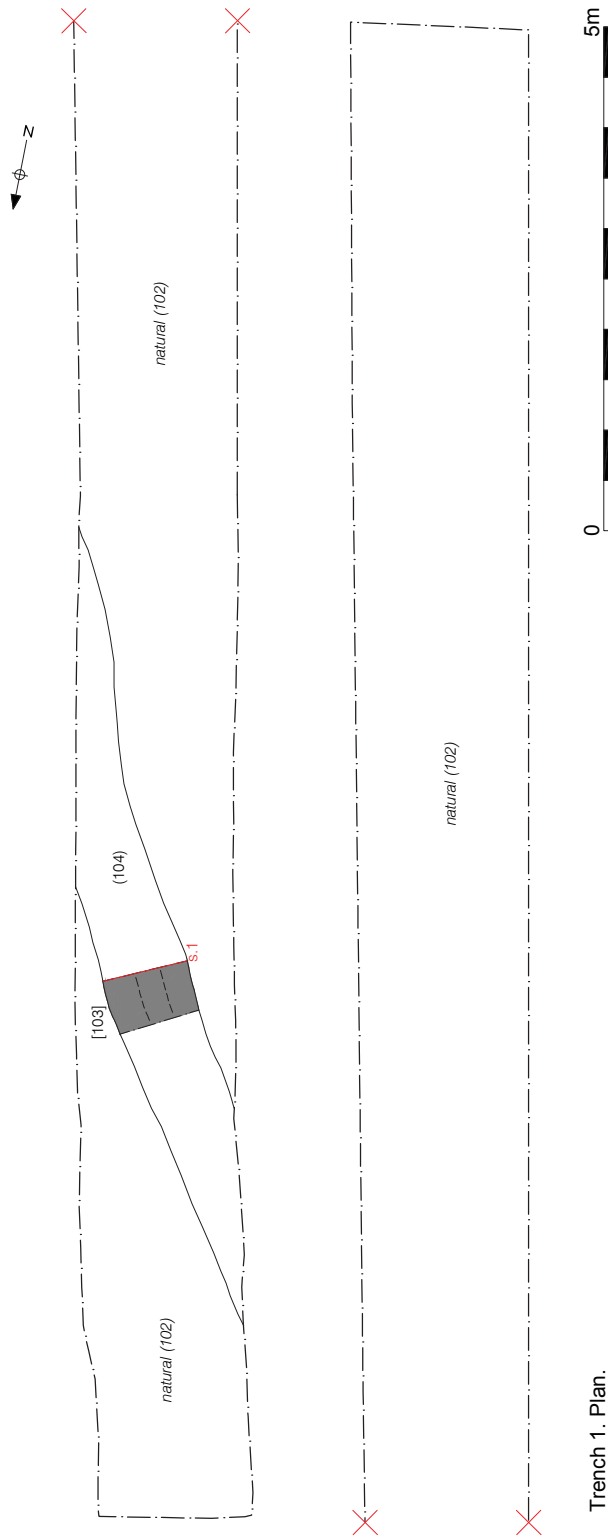 N
natural (102)
(104)
s.1
[103]
natural (102)
natural (102)
0
5m
Trench 1. Plan.